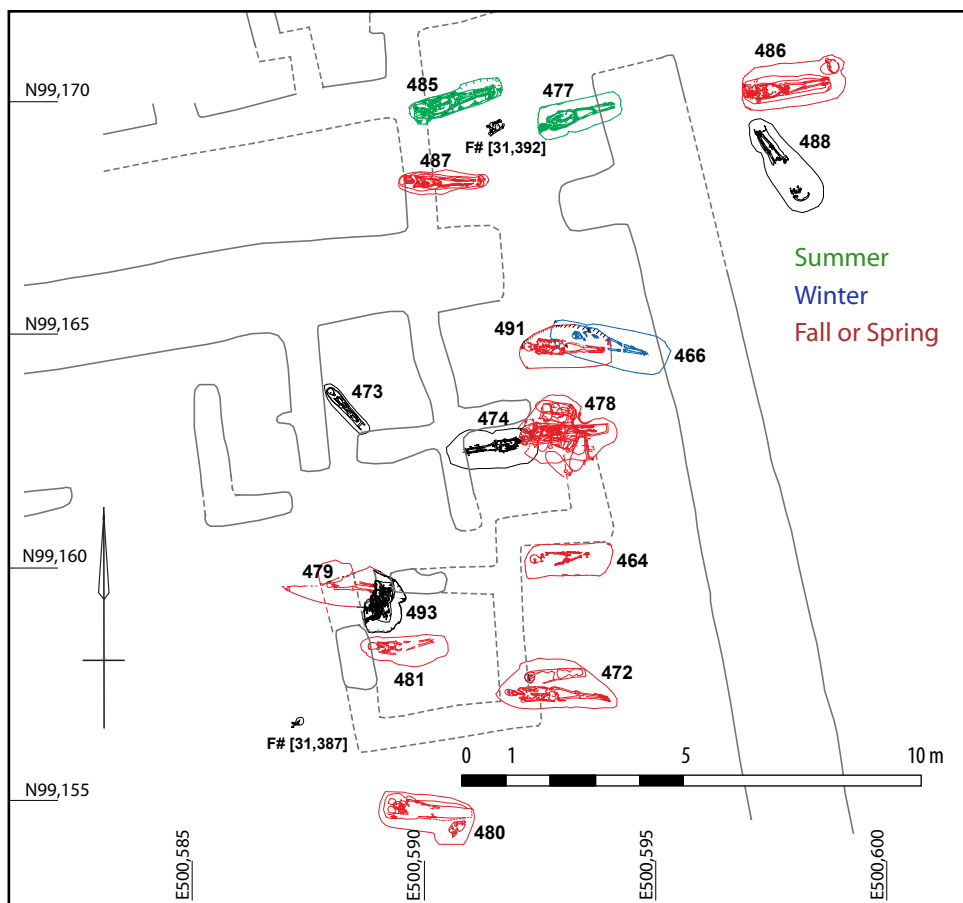 486
485
477
N99,170
488
F# [31,392]
487
Summer
Winter
N99,165
Fall or Spring
491
466
473
478
474
N99,160
464
479
493
472
481
F# [31,387]
0 1 5 10 m
N99,155
480
E500,585
E500,590
E500,595
E500,600